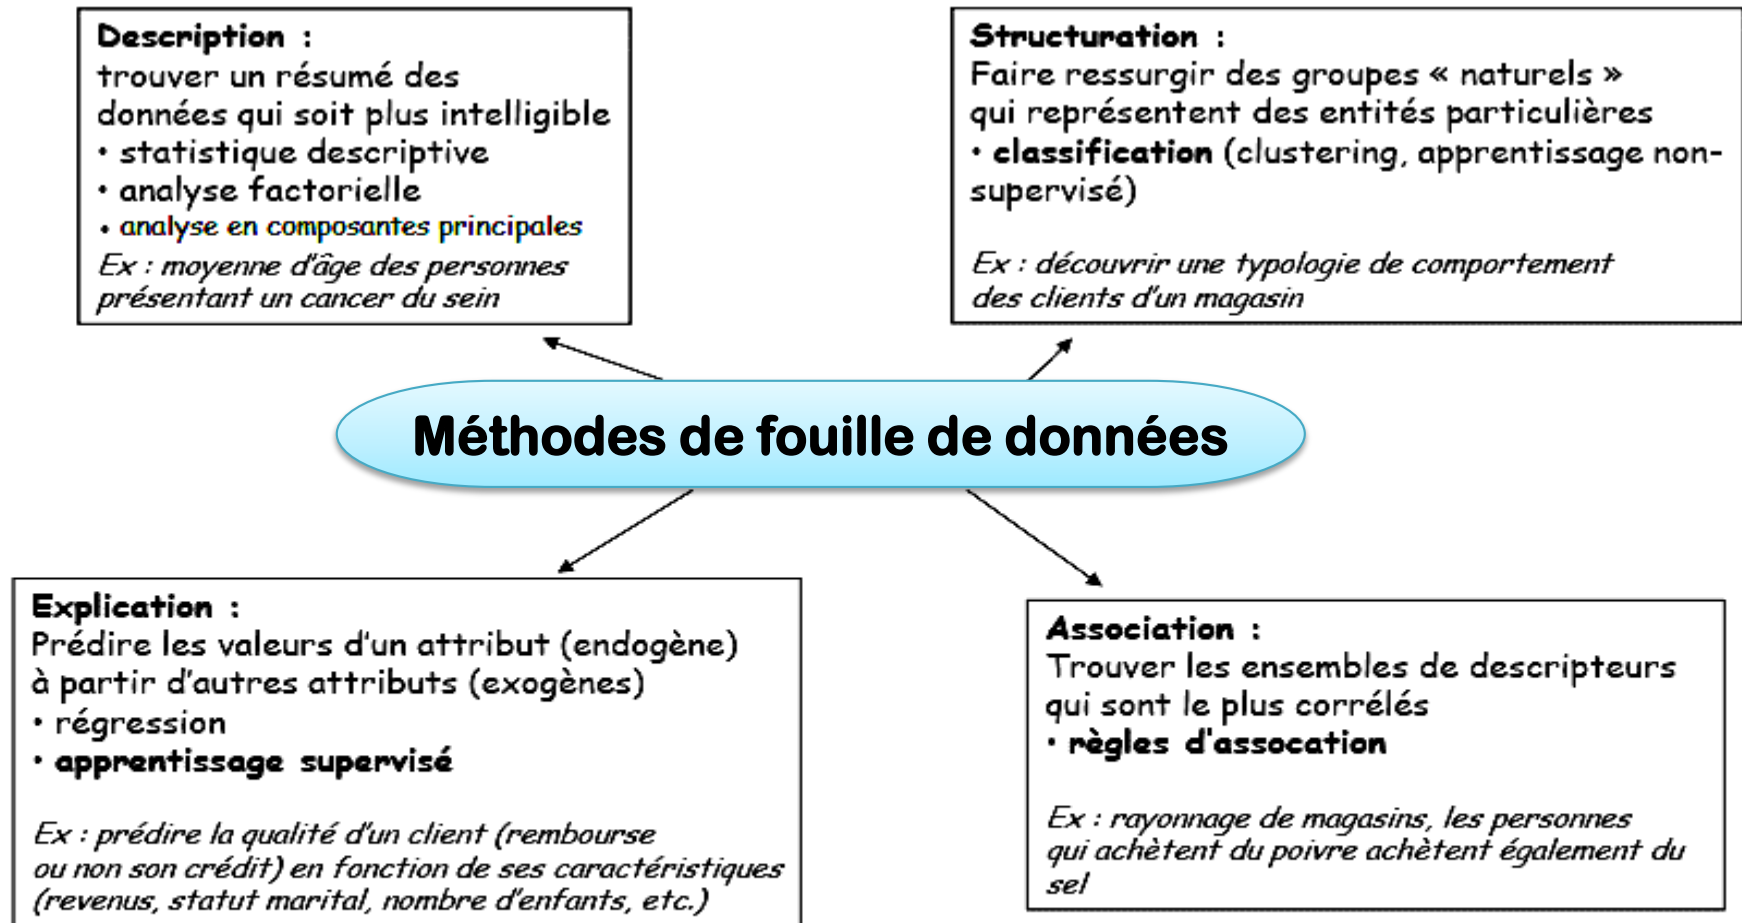 Description :
trouver un résumé des
données qui soit plus intelligible
• statistique descriptive
• analyse factorielle
• analyse en composantes principales
Ex : moyenne d'âge des personnes
présentant un cancer du sein
Structuration :
Faire ressurgir des groupes « naturels »
qui représentent des entités particulières
• classification (clustering, apprentissage non-
supervisé)
Ex : découvrir une typologie de comportement
des clients d'un magasin
Méthodes de fouille de données
Explication :
Prédire les valeurs d'un attribut (endogène)
à partir d'autres attributs (exogènes)
• régression
• apprentissage supervisé
Ex : prédire la qualité d'un client (rembourse
ou non son crédit) en fonction de ses caractéristiques
(revenus, statut marital, nombre d'enfants, etc.)
Association :
Trouver les ensembles de descripteurs
qui sont le plus corrélés
• règles d'assocation
Ex : rayonnage de magasins, les personnes
qui achètent du poivre achètent également du
sel